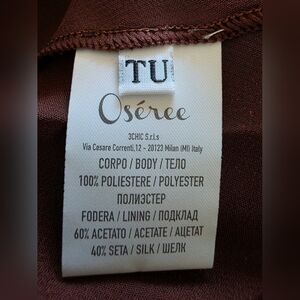 TU
Oséree
3CHIC S.r.l.s
Via Cesare Correnti,12 - 20123 Milan (MI) Italy
CORPO / BODY / ТЕЛО
100% POLIESTERE / POLYESTER
ПОЛИЭСТЕР
FODERA / LINING / ПОДКЛАД
60% ACETATO / ACETATE / АЦЕТАТ
40% SETA / SILK / ШЕЛК